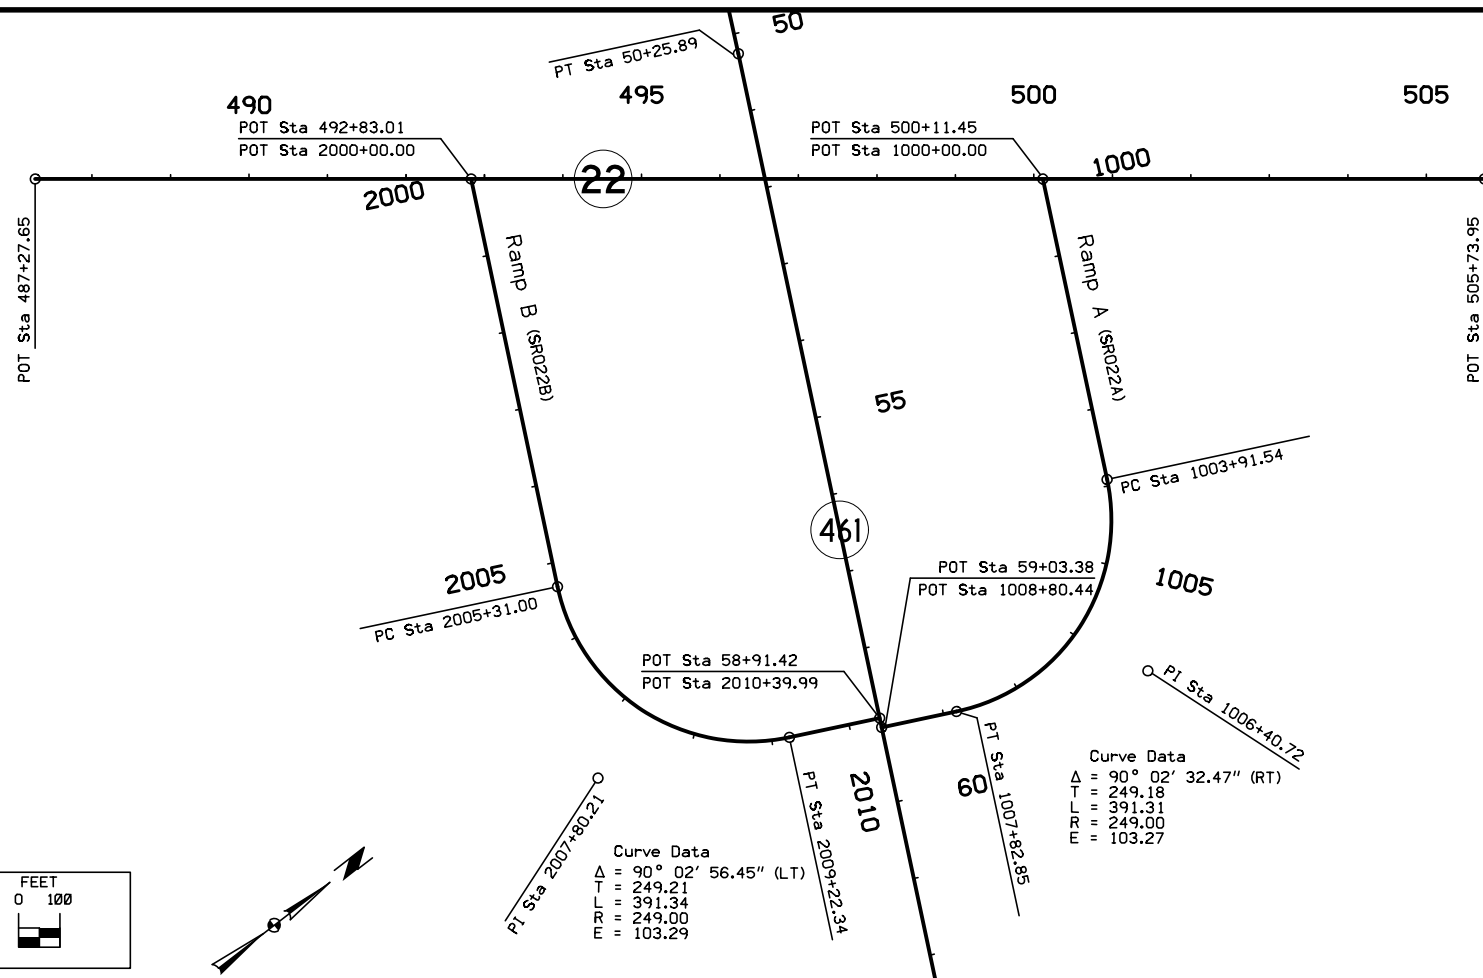 50
PT Sta 50+25.89
490
495
500
505
POT Sta 492+83.01
POT Sta 2000+00.00
POT Sta 500+11.45
POT Sta 1000+00.00
1000
2000
22
POT Sta 487+27.65
POT Sta 505+73.95
Ramp B (SR022B)
Ramp A (SR022A)
55
PC Sta 1003+91.54
461
POT Sta 59+03.38
POT Sta 1008+80.44
2005
1005
PC Sta 2005+31.00
POT Sta 58+91.42
POT Sta 2010+39.99
PI Sta 1006+40.72
PT Sta 1007+82.85
60
2010
PT Sta 2009+22.34
PI Sta 2007+80.21
Curve Data
Δ = 90° 02' 32.47" (RT)
T = 249.18
L = 391.31
R = 249.00
E = 103.27
Curve Data
Δ = 90° 02' 56.45" (LT)
T = 249.21
L = 391.34
R = 249.00
E = 103.29
N
FEET
0 100